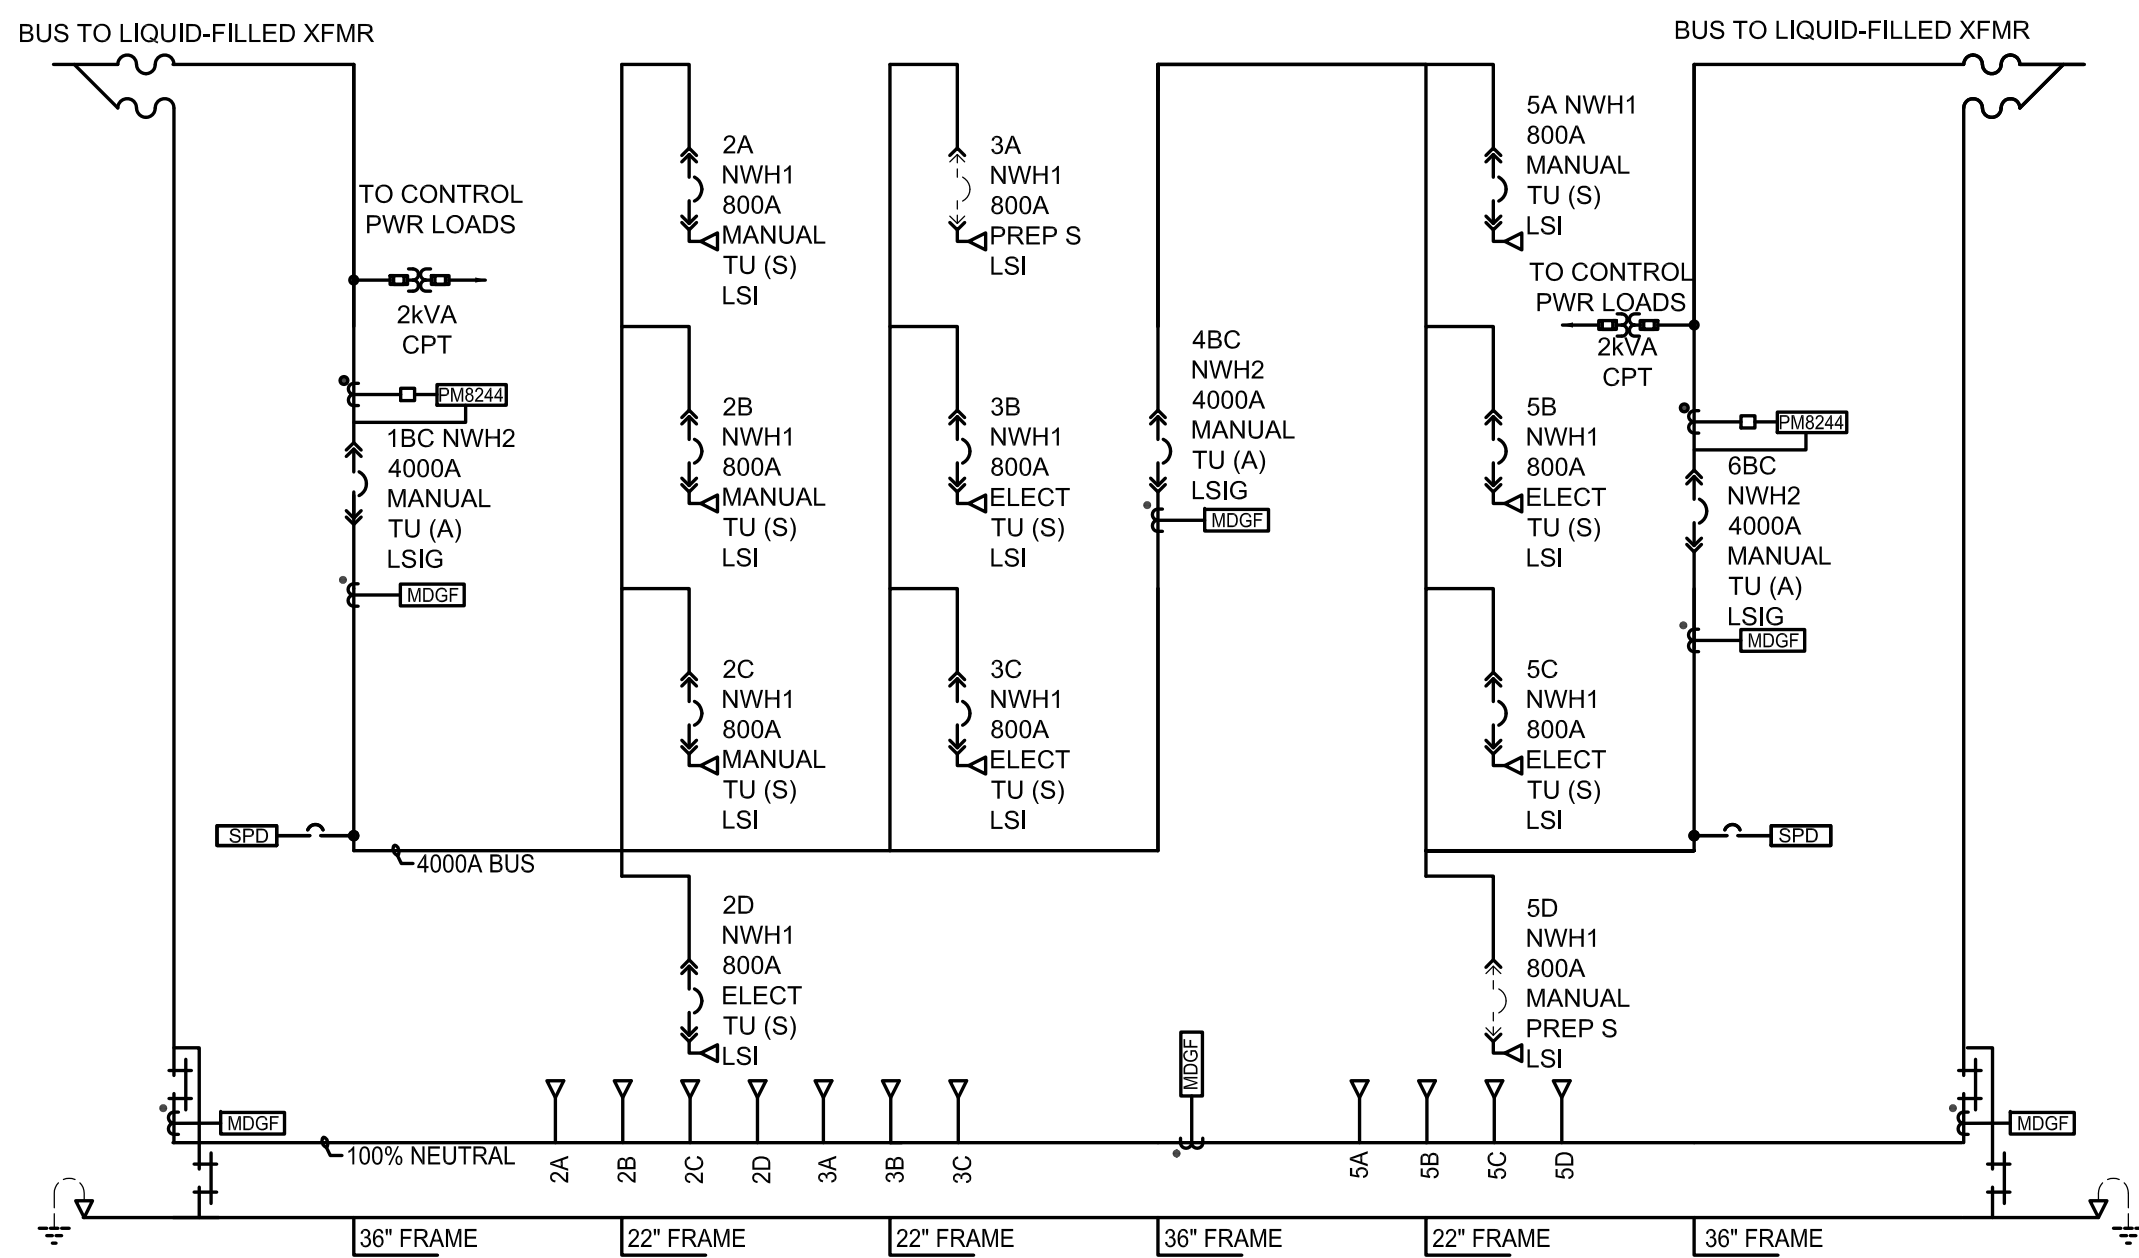 BUS TO LIQUID-FILLED XFMR
BUS TO LIQUID-FILLED XFMR
TO CONTROL
PWR LOADS
2kVA
CPT
PM8244
1BC NWH2
4000A
MANUAL
TU (A)
LSIG
MDGF
SPD
4000A BUS
2A
NWH1
800A
MANUAL
TU (S)
LSI
2B
NWH1
800A
MANUAL
TU (S)
LSI
2C
NWH1
800A
MANUAL
TU (S)
LSI
2D
NWH1
800A
ELECT
TU (S)
LSI
3A
NWH1
800A
PREP S
LSI
3B
NWH1
800A
ELECT
TU (S)
LSI
3C
NWH1
800A
ELECT
TU (S)
LSI
4BC
NWH2
4000A
MANUAL
TU (A)
LSIG
MDGF
5A NWH1
800A
MANUAL
TU (S)
LSI
5B
NWH1
800A
ELECT
TU (S)
LSI
5C
NWH1
800A
ELECT
TU (S)
LSI
5D
NWH1
800A
MANUAL
PREP S
LSI
TO CONTROL
PWR LOADS
2kVA
CPT
PM8244
6BC
NWH2
4000A
MANUAL
TU (A)
LSIG
MDGF
SPD
MDGF
100% NEUTRAL
2A
2B
2C
2D
3A
3B
3C
MDGF
5A
5B
5C
5D
MDGF
36" FRAME
22" FRAME
22" FRAME
36" FRAME
22" FRAME
36" FRAME